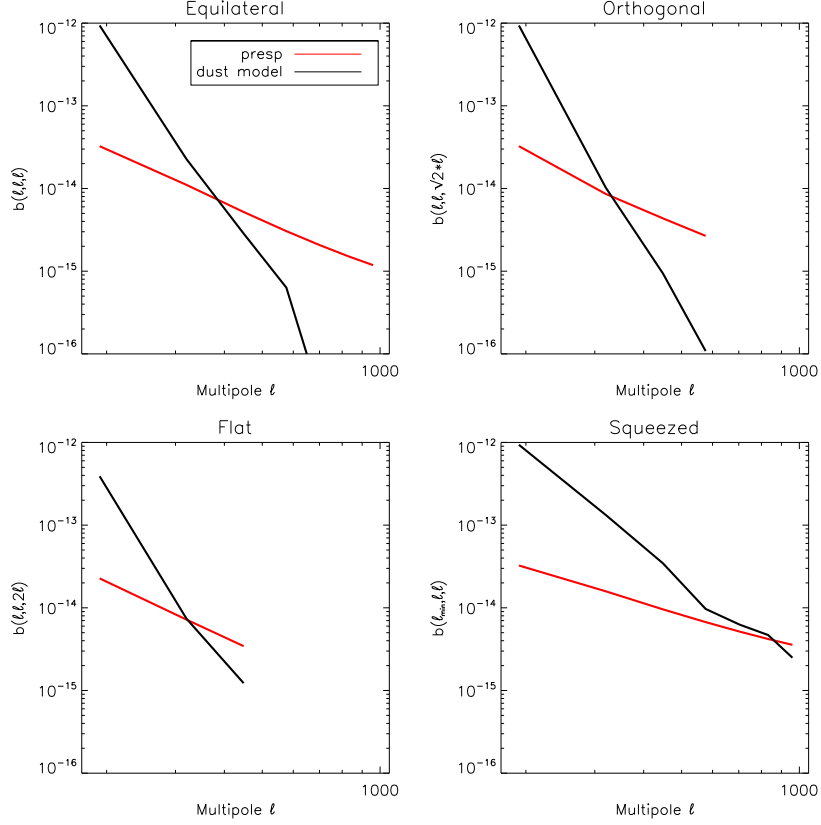 Equilateral
10⁻¹²
10⁻¹³
10⁻¹⁴
10⁻¹⁵
10⁻¹⁶
b(ℓ,ℓ,ℓ)
presp
dust model
1000
Multipole ℓ
Orthogonal
10⁻¹²
10⁻¹³
10⁻¹⁴
10⁻¹⁵
10⁻¹⁶
b(ℓ,ℓ,√2*ℓ)
1000
Multipole ℓ
Flat
10⁻¹²
10⁻¹³
10⁻¹⁴
10⁻¹⁵
10⁻¹⁶
b(ℓ,ℓ,2ℓ)
1000
Multipole ℓ
Squeezed
10⁻¹²
10⁻¹³
10⁻¹⁴
10⁻¹⁵
10⁻¹⁶
b(ℓmin,ℓ,ℓ)
1000
Multipole ℓ